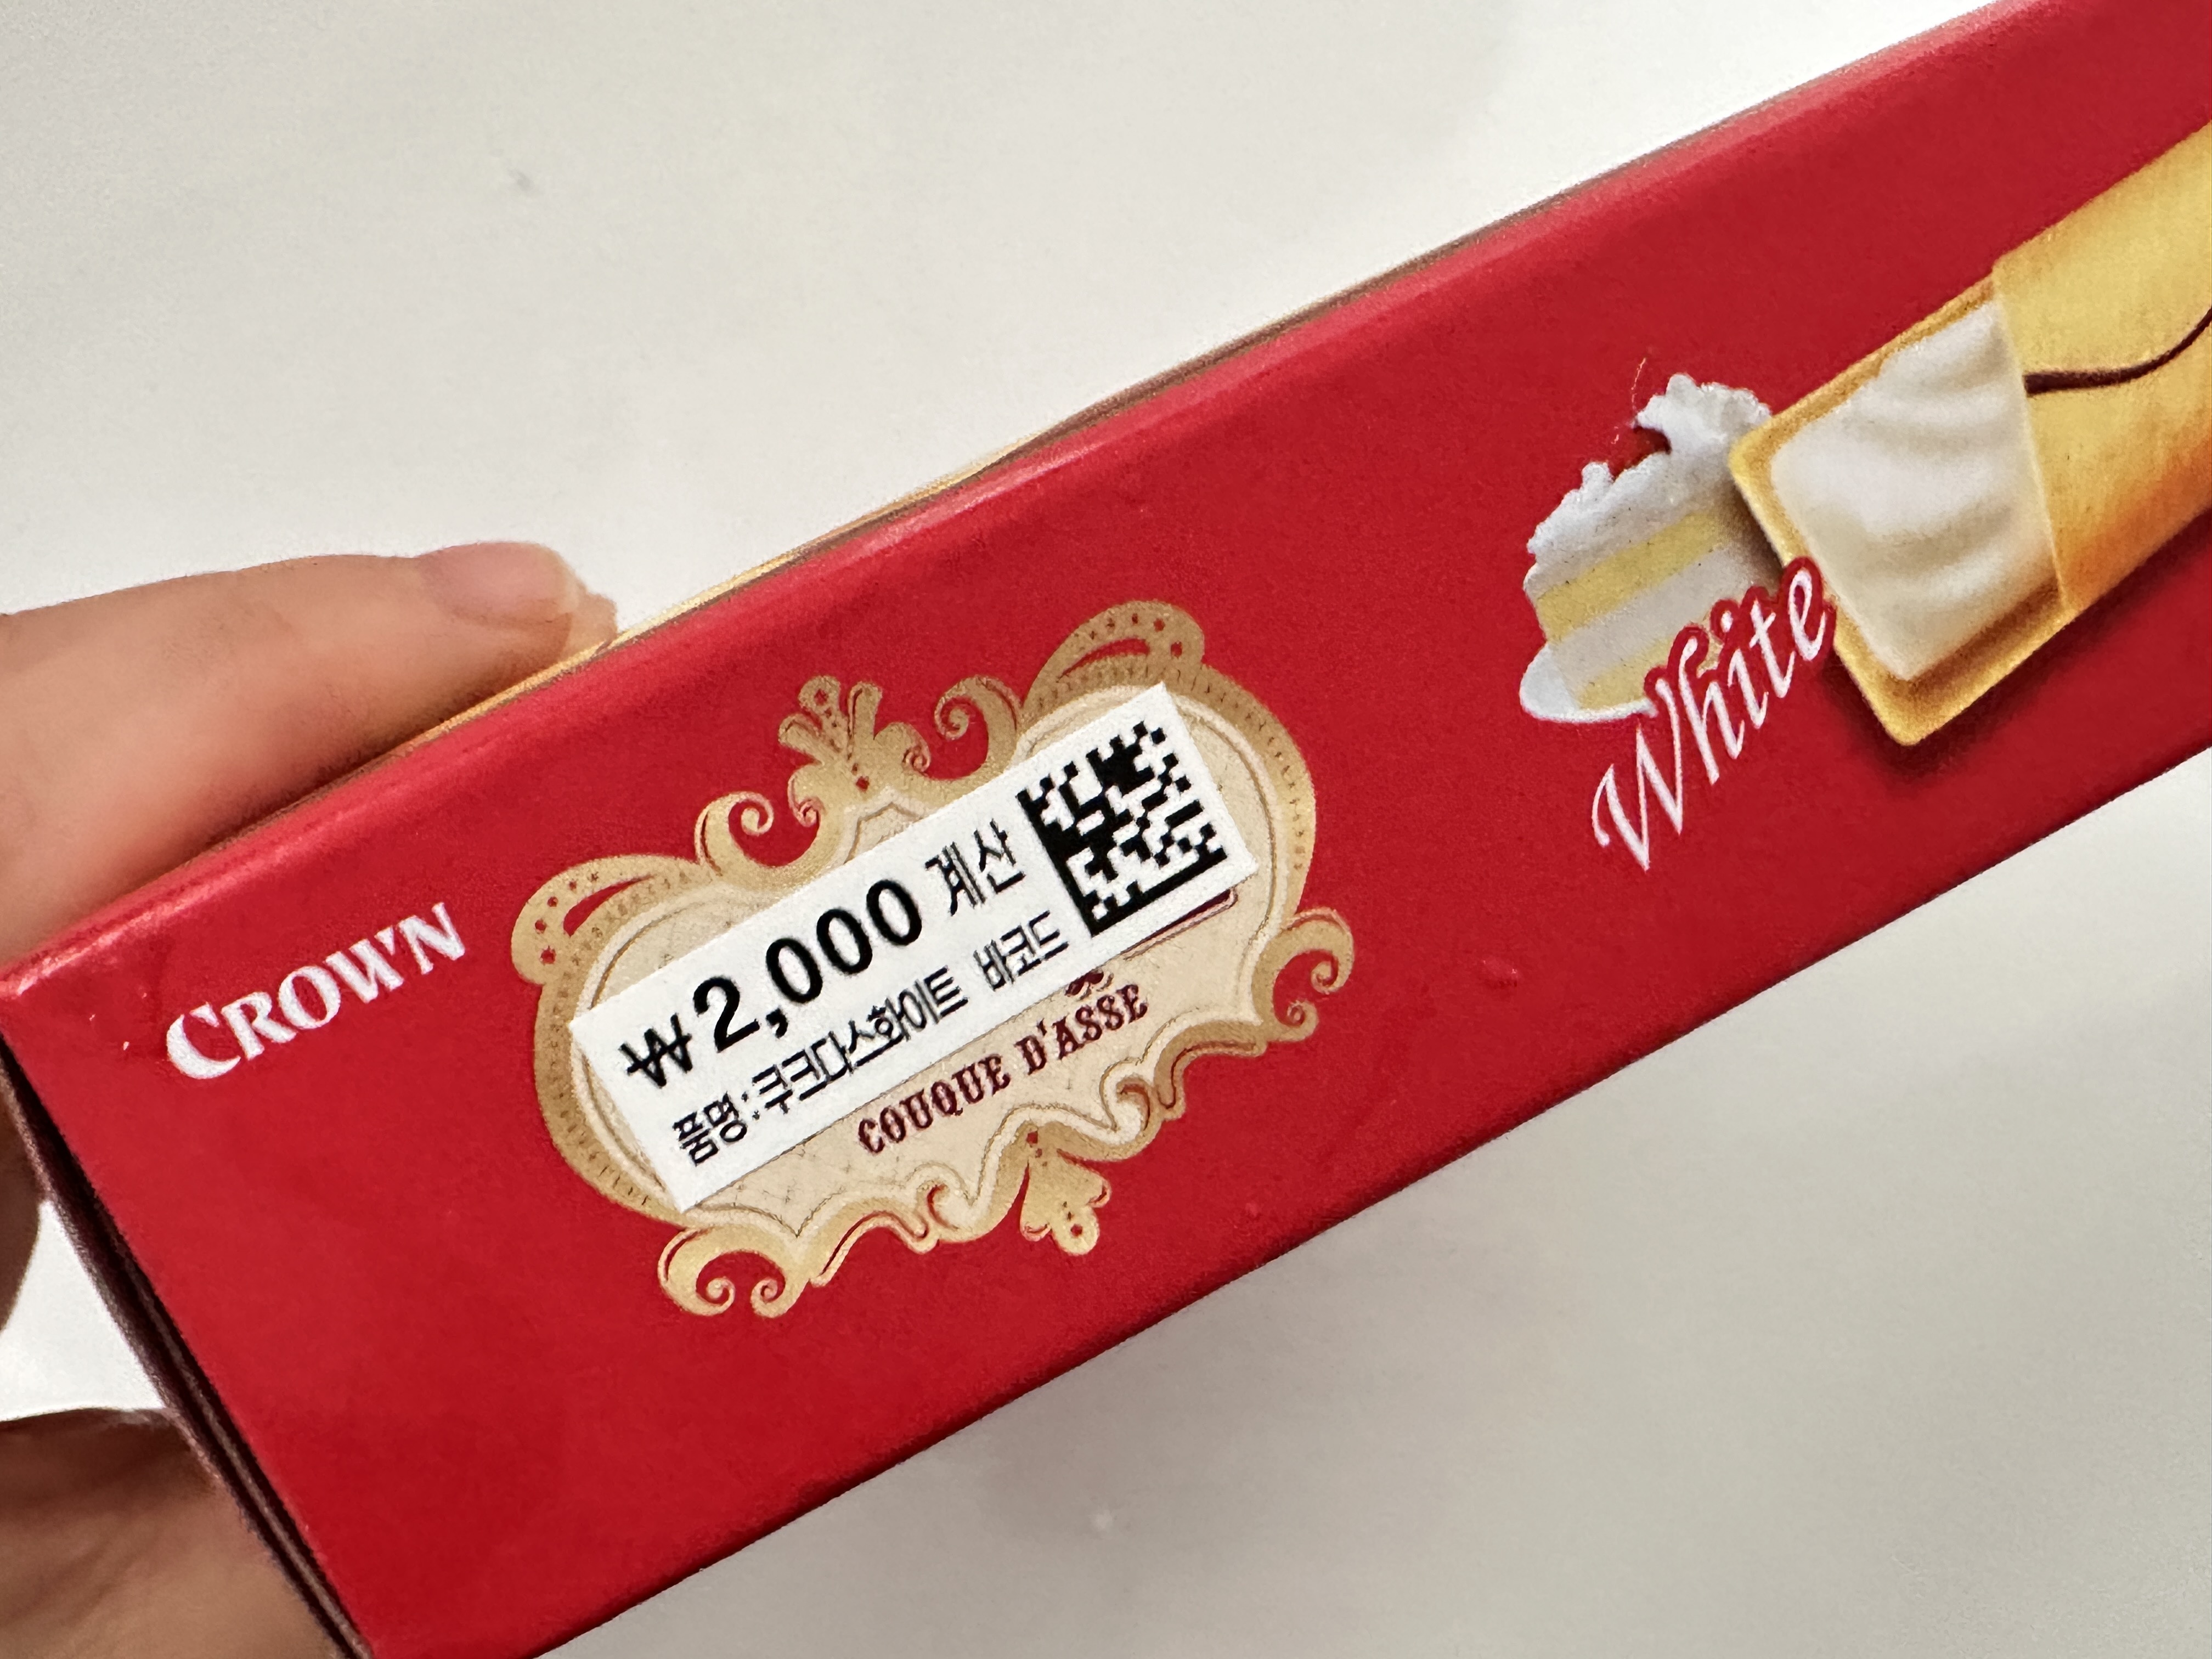 CROWN
₩2,000 계산
품명:쿠크다스화이트 바코드
COUQUE D'ASSE
White